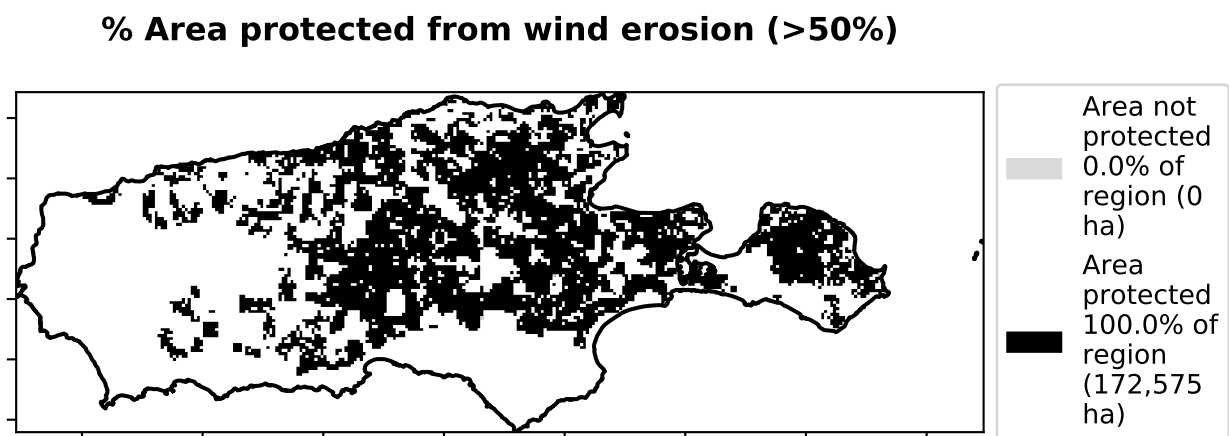 % Area protected from wind erosion (>50%)
Area not
protected
0.0% of
region (0
ha)
Area
protected
100.0% of
region
(172,575
ha)